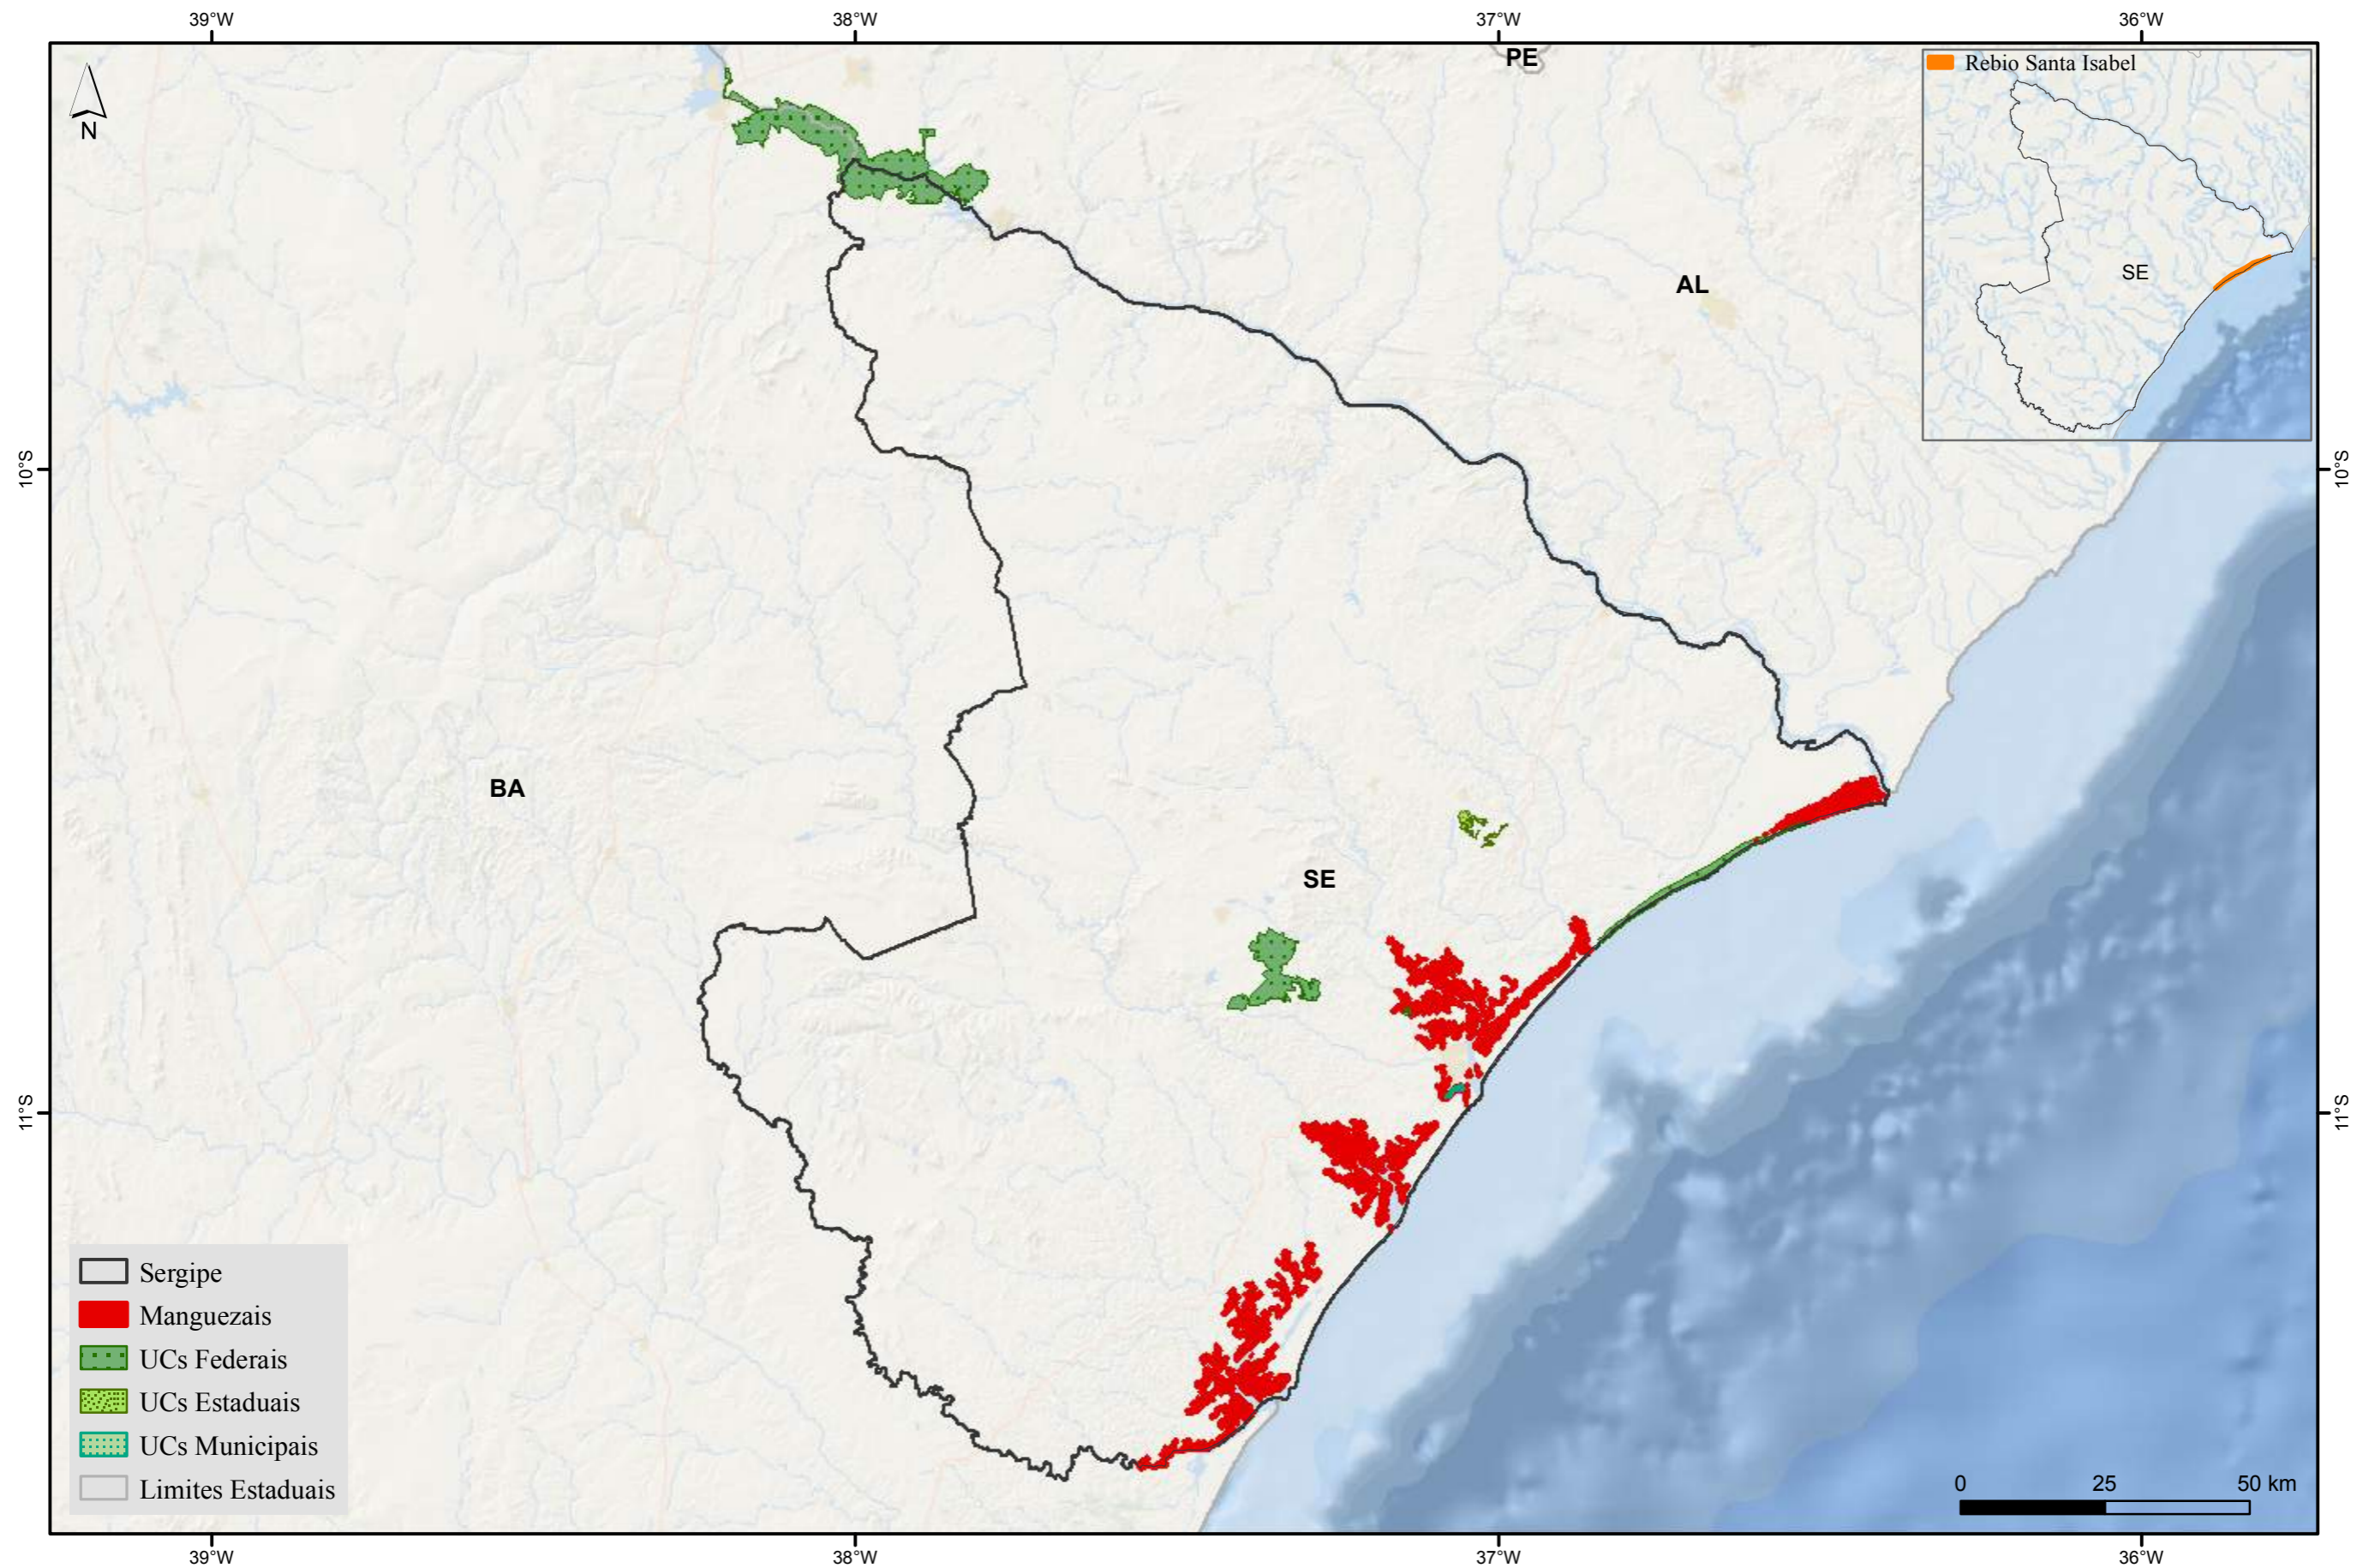 39°W
38°W
37°W
36°W
PE
Rebio Santa Isabel
N
AL
SE
10°S
10°S
BA
SE
11°S
11°S
Sergipe
Manguezais
UCs Federais
UCs Estaduais
UCs Municipais
Limites Estaduais
0 25 50 km
39°W
38°W
37°W
36°W